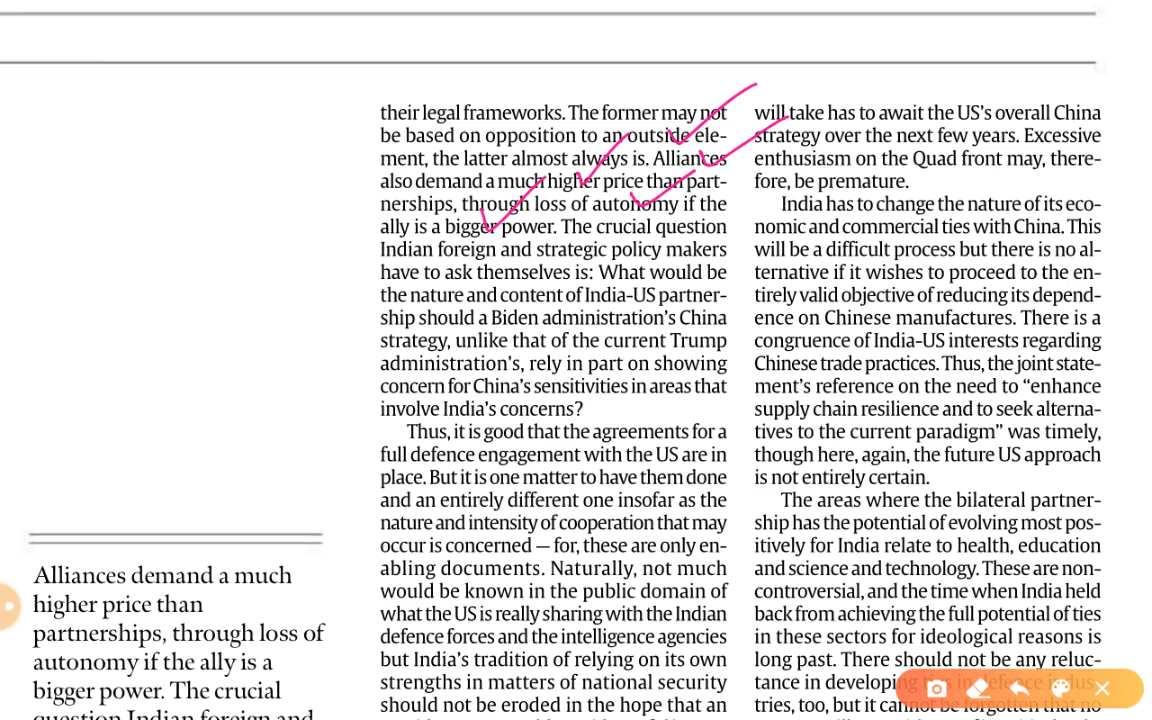 their legal frameworks. The former may not
be based on opposition to an outside ele-
ment, the latter almost always is. Alliances
also demand a much higher price than part-
nerships, through loss of autonomy if the
ally is a bigger power. The crucial question
Indian foreign and strategic policy makers
have to ask themselves is: What would be
the nature and content of India-US partner-
ship should a Biden administration's China
strategy, unlike that of the current Trump
administration's, rely in part on showing
concern for China's sensitivities in areas that
involve India's concerns?
Thus, it is good that the agreements for a
full defence engagement with the US are in
place. But it is one matter to have them done
and an entirely different one insofar as the
nature and intensity of cooperation that may
occur is concerned — for, these are only en-
abling documents. Naturally, not much
would be known in the public domain of
what the US is really sharing with the Indian
defence forces and the intelligence agencies
but India's tradition of relying on its own
strengths in matters of national security
should not be eroded in the hope that an
will take has to await the US's overall China
strategy over the next few years. Excessive
enthusiasm on the Quad front may, there-
fore, be premature.
India has to change the nature of its eco-
nomic and commercial ties with China. This
will be a difficult process but there is no al-
ternative if it wishes to proceed to the en-
tirely valid objective of reducing its depend-
ence on Chinese manufactures. There is a
congruence of India-US interests regarding
Chinese trade practices. Thus, the joint state-
ment's reference on the need to “enhance
supply chain resilience and to seek alterna-
tives to the current paradigm” was timely,
though here, again, the future US approach
is not entirely certain.
The areas where the bilateral partner-
ship has the potential of evolving most pos-
itively for India relate to health, education
and science and technology. These are non-
controversial, and the time when India held
back from achieving the full potential of ties
in these sectors for ideological reasons is
long past. There should not be any reluc-
tance in developing ties in defence indus-
tries, too, but it cannot be forgotten that no
Alliances demand a much
higher price than
partnerships, through loss of
autonomy if the ally is a
bigger power. The crucial
question Indian foreign and